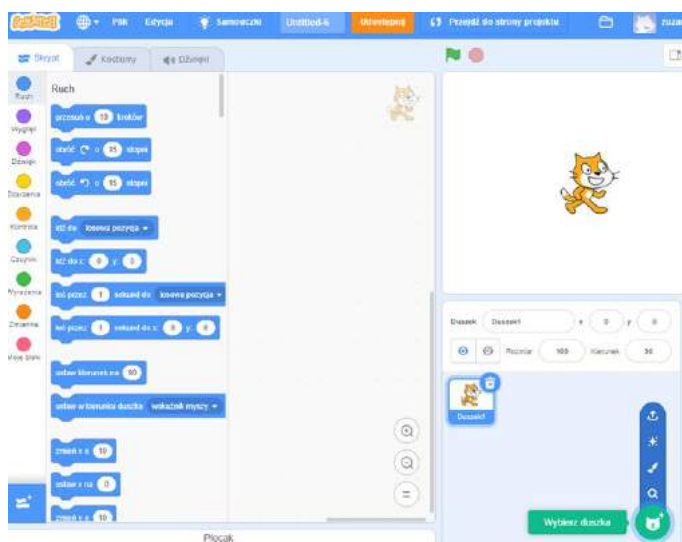 SCRATCH
Plik Edycja Samouczki Untitled-6 Udostępnij Przejdź do strony projektu
Skrypt Kostiumy Dźwięki
Ruch
Ruch
Wygląd
Dźwięk
Zdarzenia
Kontrola
Czujniki
Wyrażenia
Zmienne
Moje bloki
przesuń o 10 kroków
obróć o 15 stopni
obróć o 15 stopni
idź do losowa pozycja
idź do x: 0 y: 0
leć przez 1 sekund do losowa pozycja
leć przez 1 sekund do x: 0 y: 0
ustaw kierunek na 90
ustaw w kierunku duszka wskaźnik myszy
zmień x o 10
ustaw x na 0
zmień y o 10
Plecak
Duszek Duszek1 x 0 y 0
Rozmiar 100 Kierunek 90
Duszek1
Wybierz duszka